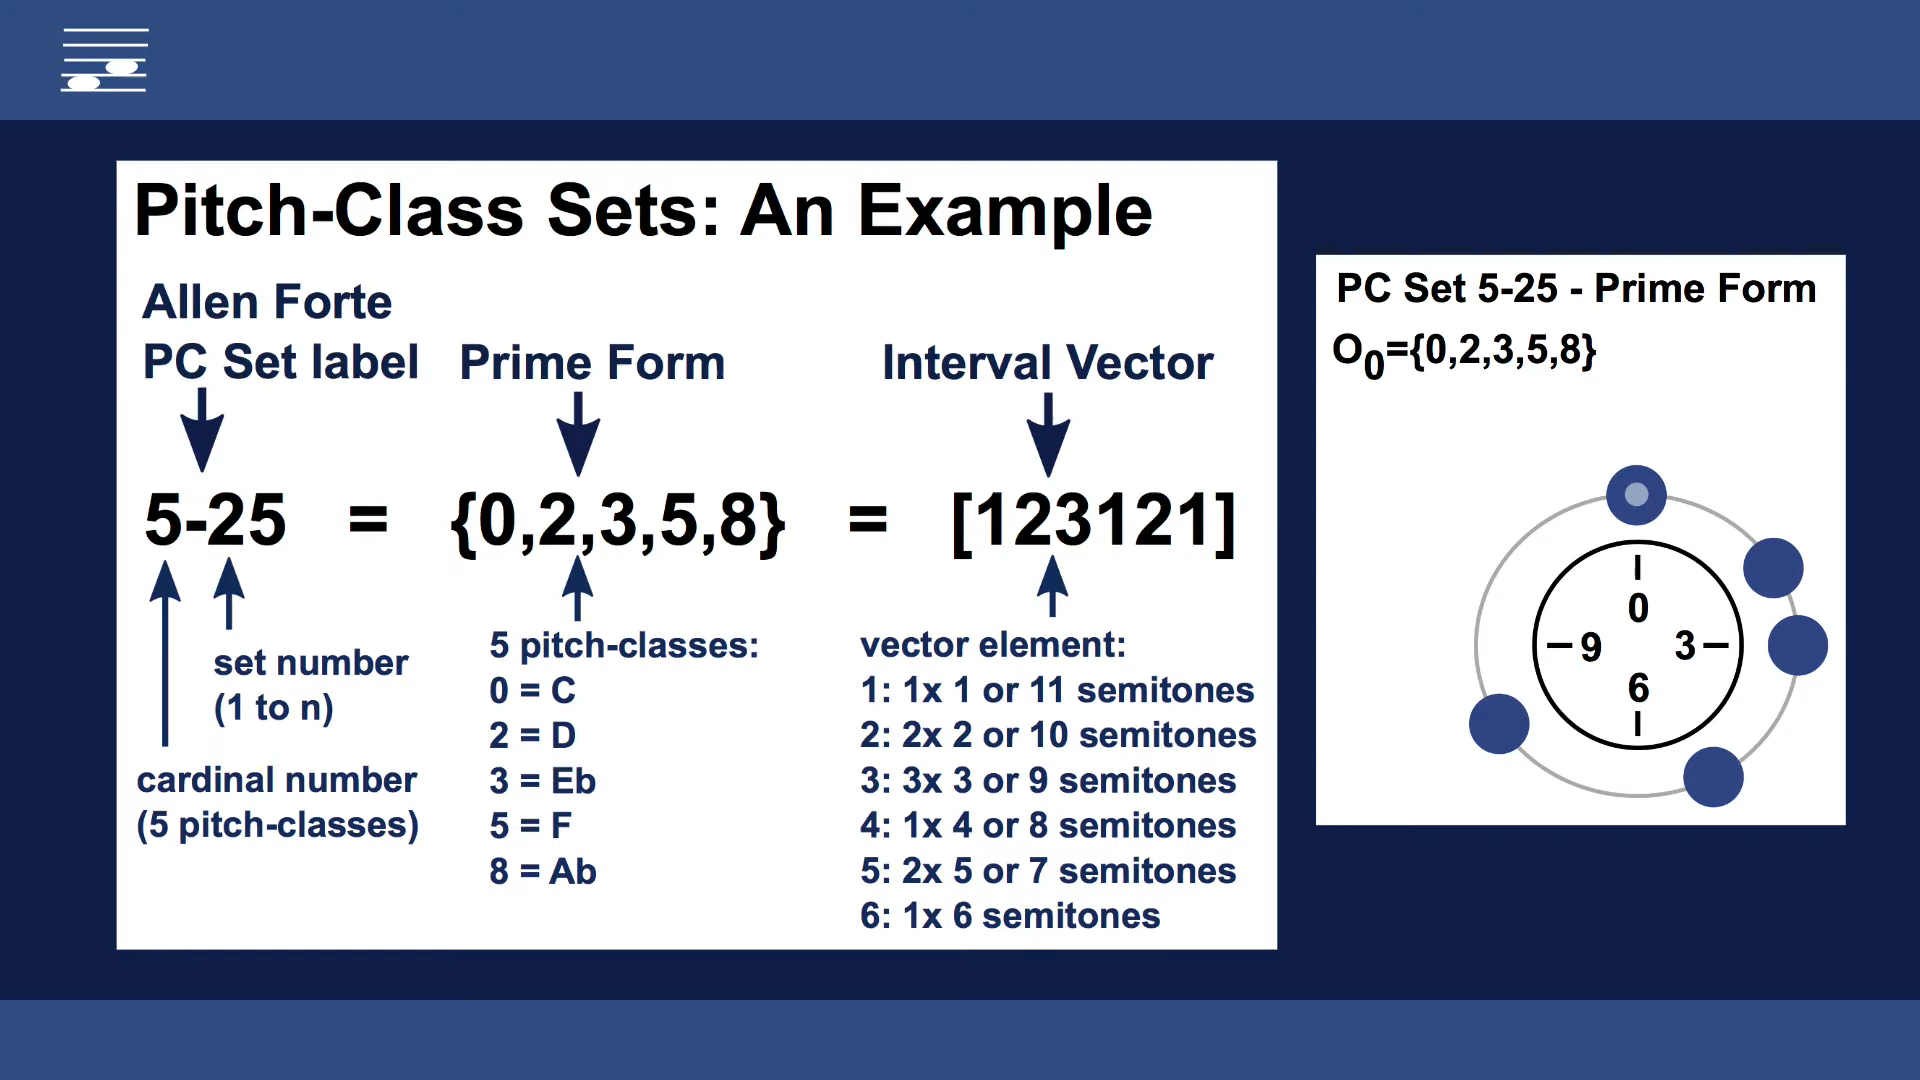 Pitch-Class Sets: An Example
Allen Forte
PC Set label Prime Form Interval Vector
5-25 = {0,2,3,5,8} = [123121]
set number
(1 to n)
cardinal number
(5 pitch-classes)
5 pitch-classes:
0 = C
2 = D
3 = Eb
5 = F
8 = Ab
vector element:
1: 1x 1 or 11 semitones
2: 2x 2 or 10 semitones
3: 3x 3 or 9 semitones
4: 1x 4 or 8 semitones
5: 2x 5 or 7 semitones
6: 1x 6 semitones
PC Set 5-25 - Prime Form
O0={0,2,3,5,8}
0
9 3
6